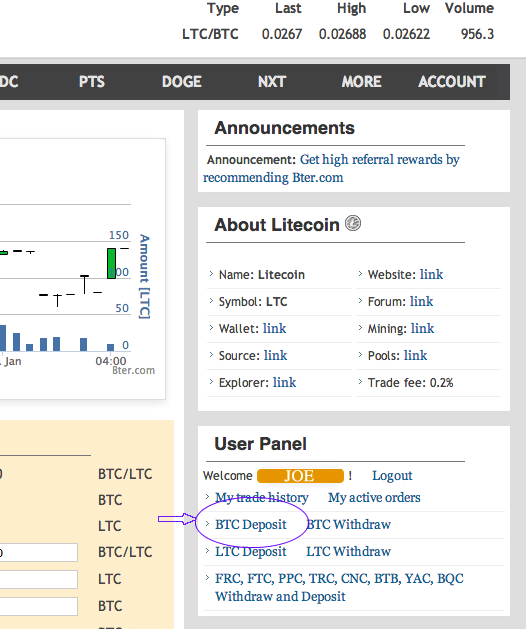 Type Last High Low Volume
LTC/BTC 0.0267 0.02688 0.02622 956.3
DC PTS DOGE NXT MORE ACCOUNT
Announcements
Announcement: Get high referral rewards by
recommending Bter.com
About Litecoin
Name: Litecoin Website: link
Symbol: LTC Forum: link
Wallet: link Mining: link
Source: link Pools: link
Explorer: link Trade fee: 0.2%
150
00
50
0
Amount [LTC]
. Jan 04:00
Bter.com
User Panel
Welcome JOE ! Logout
My trade history My active orders
BTC Deposit BTC Withdraw
LTC Deposit LTC Withdraw
FRC, FTC, PPC, TRC, CNC, BTB, YAC, BQC
Withdraw and Deposit
0 BTC/LTC
BTC
LTC
0 BTC/LTC
LTC
BTC